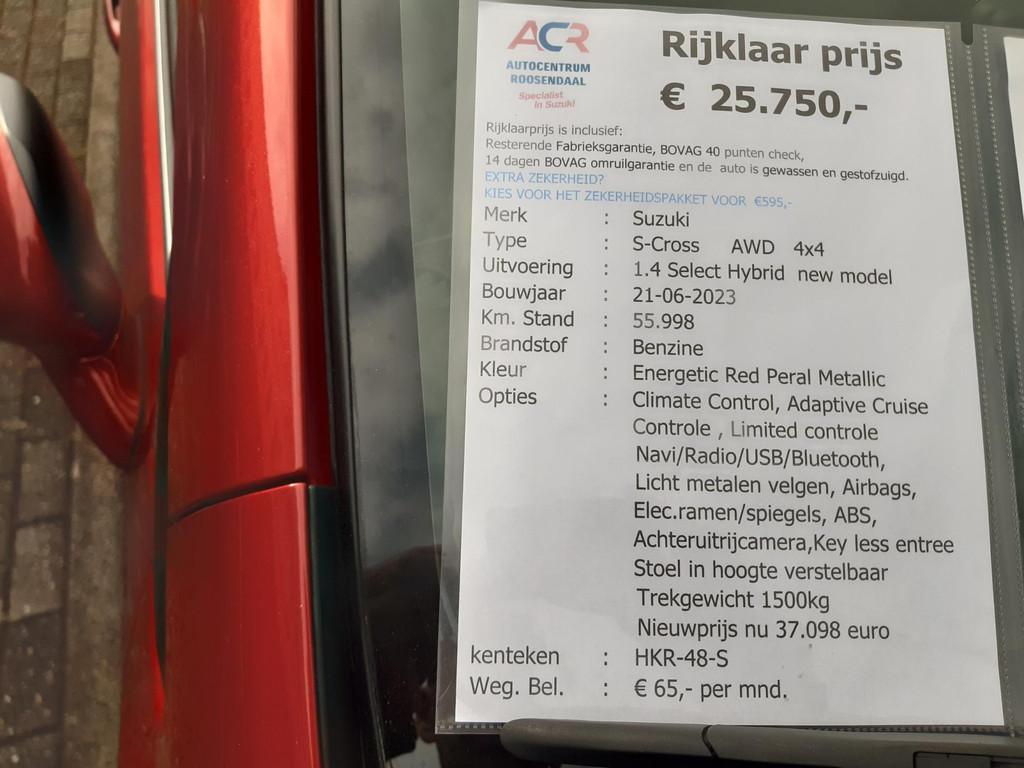 ACR
AUTOCENTRUM
ROOSENDAAL
Specialist
in Suzuki
Rijklaar prijs
€ 25.750,-
Rijklaarprijs is inclusief:
Resterende Fabrieksgarantie, BOVAG 40 punten check,
14 dagen BOVAG omruilgarantie en de auto is gewassen en gestofzuigd.
EXTRA ZEKERHEID?
KIES VOOR HET ZEKERHEIDSPAKKET VOOR €595,-
Merk : Suzuki
Type : S-Cross AWD 4x4
Uitvoering : 1.4 Select Hybrid new model
Bouwjaar : 21-06-2023
Km. Stand : 55.998
Brandstof : Benzine
Kleur : Energetic Red Peral Metallic
Opties : Climate Control, Adaptive Cruise
Controle , Limited controle
Navi/Radio/USB/Bluetooth,
Licht metalen velgen, Airbags,
Elec.ramen/spiegels, ABS,
Achteruitrijcamera,Key less entree
Stoel in hoogte verstelbaar
Trekgewicht 1500kg
Nieuwprijs nu 37.098 euro
kenteken : HKR-48-S
Weg. Bel. : € 65,- per mnd.